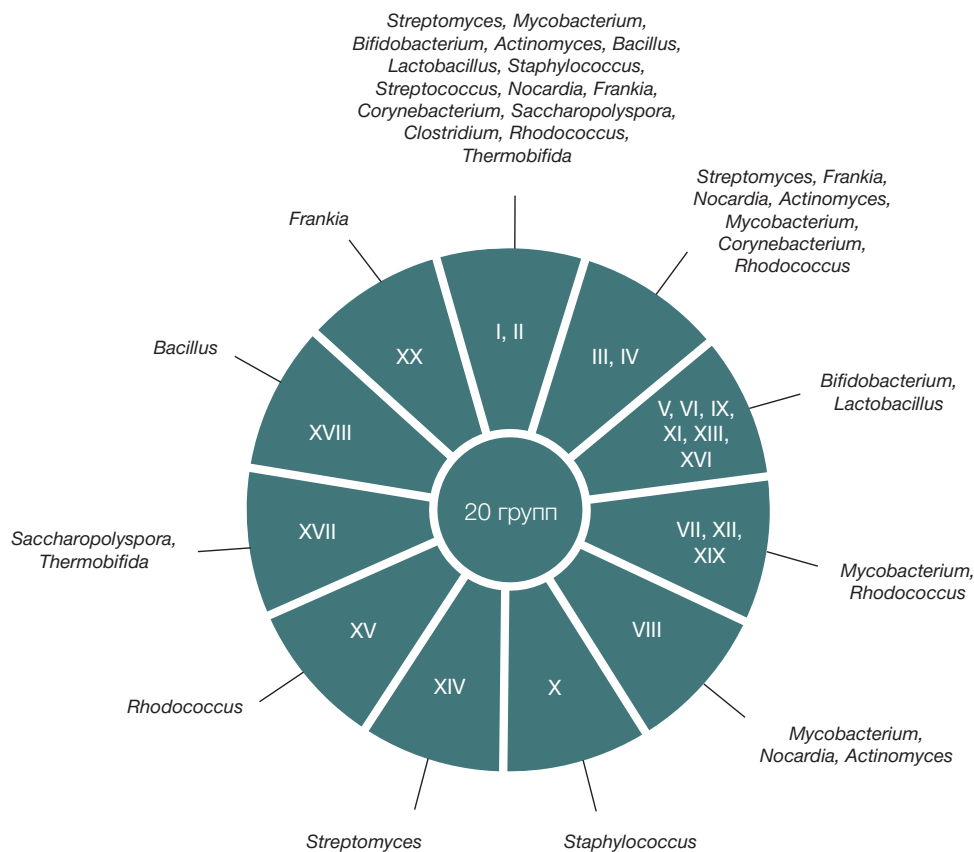 Streptomyces, Mycobacterium,
Bifidobacterium, Actinomyces, Bacillus,
Lactobacillus, Staphylococcus,
Streptococcus, Nocardia, Frankia,
Corynebacterium, Saccharopolyspora,
Clostridium, Rhodococcus,
Thermobifida
Streptomyces, Frankia,
Nocardia, Actinomyces,
Mycobacterium,
Corynebacterium,
Rhodococcus
Frankia
I, II
III, IV
XX
Bacillus
Bifidobacterium,
Lactobacillus
V, VI, IX,
XI, XIII,
XVI
XVIII
20 групп
XVII
VII, XII,
XIX
Saccharopolyspora,
Thermobifida
Mycobacterium,
Rhodococcus
XV
VIII
XIV
X
Rhodococcus
Mycobacterium,
Nocardia, Actinomyces
Streptomyces
Staphylococcus